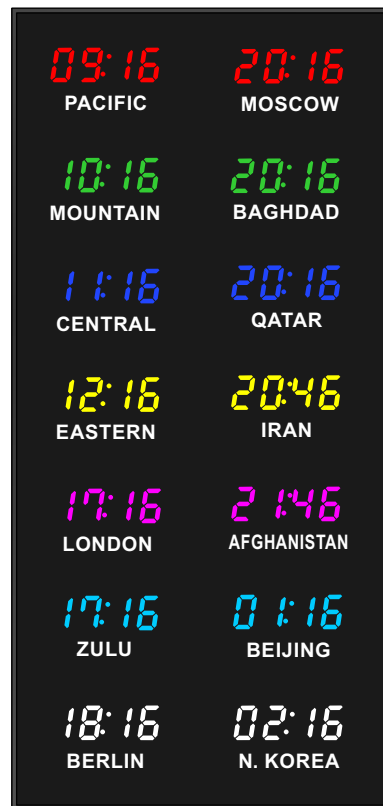 09:16 20:16
PACIFIC MOSCOW
10:16 20:16
MOUNTAIN BAGHDAD
11:16 20:16
CENTRAL QATAR
12:16 20:46
EASTERN IRAN
17:16 21:46
LONDON AFGHANISTAN
17:16 01:16
ZULU BEIJING
18:16 02:16
BERLIN N. KOREA